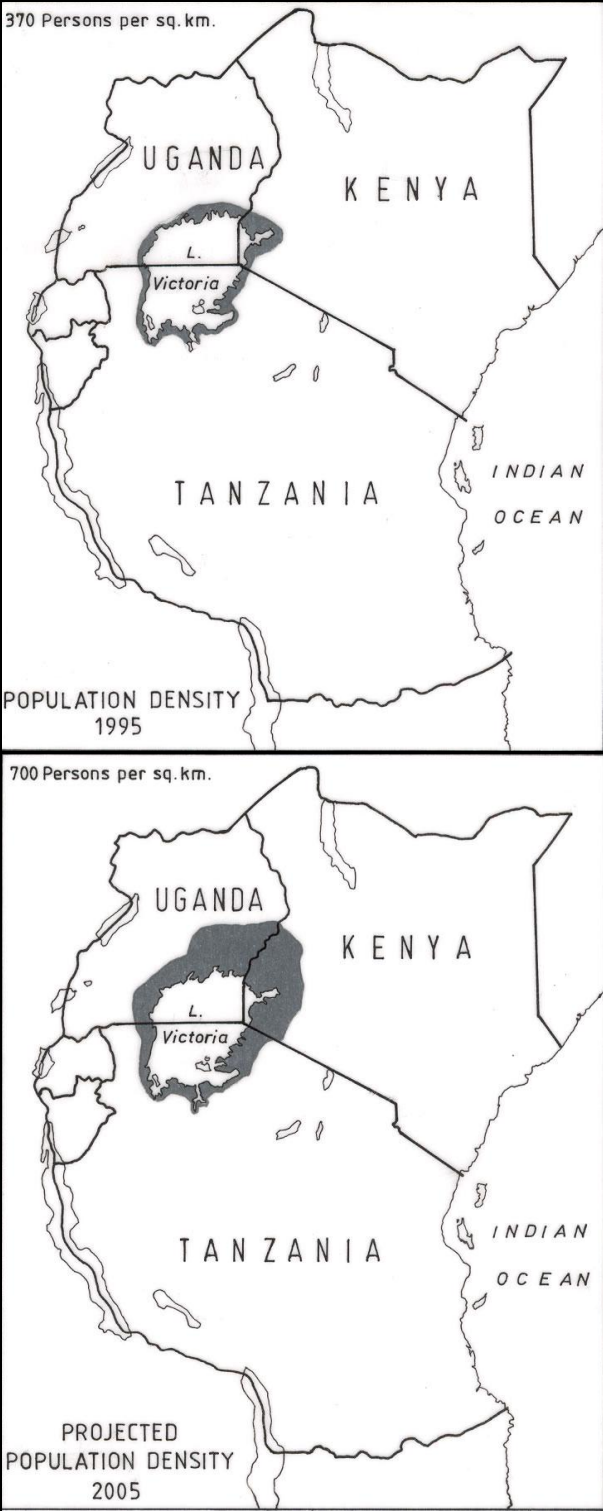 370 Persons per sq. km.
UGANDA
KENYA
L.
Victoria
TANZANIA
INDIAN
OCEAN
POPULATION DENSITY
1995
700 Persons per sq. km.
UGANDA
KENYA
L.
Victoria
TANZANIA
INDIAN
OCEAN
PROJECTED
POPULATION DENSITY
2005